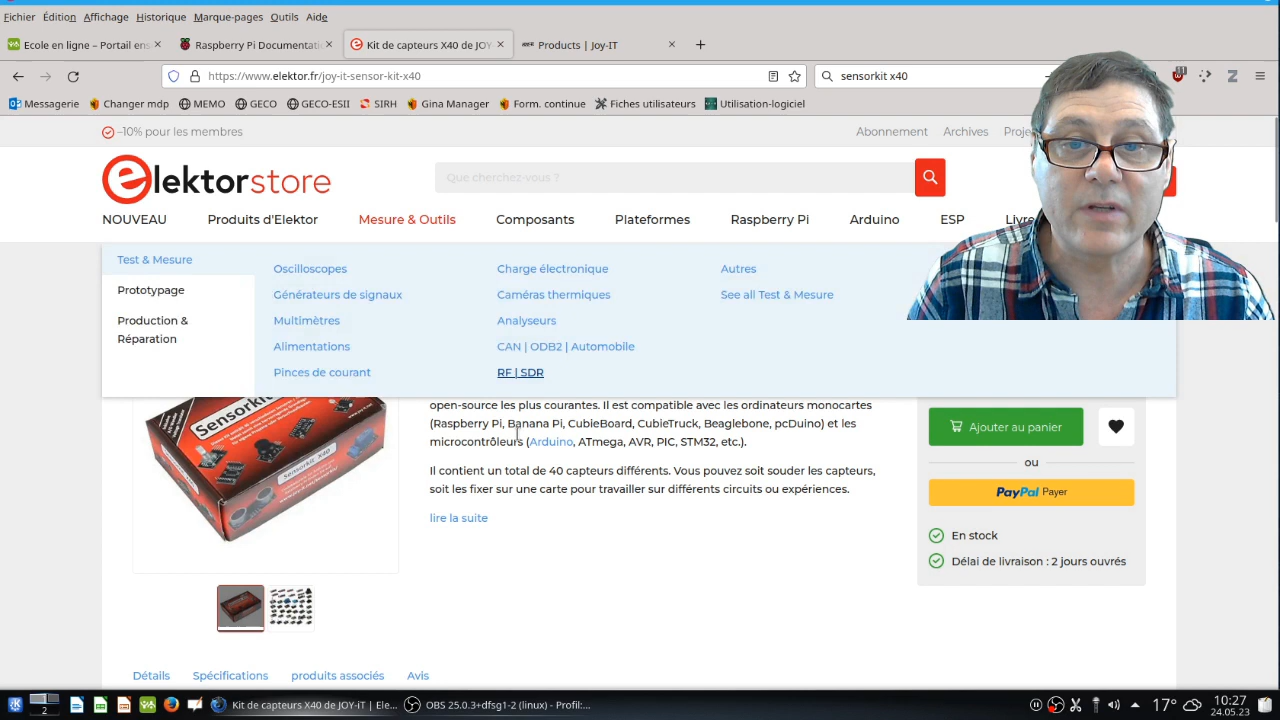 Fichier Édition Affichage Historique Marque-pages Outils Aide
Ecole en ligne – Portail en
Raspberry Pi Documentati
Kit de capteurs X40 de JOY
Products | Joy-IT
https://www.elektor.fr/joy-it-sensor-kit-x40
sensorkit x40
11
Messagerie Changer mdp MEMO GECO GECO-ESII SIRH Gina Manager Form. continue Fiches utilisateurs Utilisation-logiciel
–10% pour les membres
Abonnement Archives Proje
elektorstore
Que cherchez-vous ?
NOUVEAU Produits d'Elektor Mesure & Outils Composants Plateformes Raspberry Pi Arduino ESP Livre
Test & Mesure
Prototypage
Production &
Réparation
Oscilloscopes
Générateurs de signaux
Multimètres
Alimentations
Pinces de courant
Charge électronique
Caméras thermiques
Analyseurs
CAN | ODB2 | Automobile
RF | SDR
Autres
See all Test & Mesure
Sensorkit
Sensorkit X40
open-source les plus courantes. Il est compatible avec les ordinateurs monocartes
(Raspberry Pi, Banana Pi, CubieBoard, CubieTruck, Beaglebone, pcDuino) et les
microcontrôleurs (Arduino, ATmega, AVR, PIC, STM32, etc.).
Il contient un total de 40 capteurs différents. Vous pouvez soit souder les capteurs,
soit les fixer sur une carte pour travailler sur différents circuits ou expériences.
lire la suite
Ajouter au panier
ou
PayPal Payer
En stock
Délai de livraison : 2 jours ouvrés
Détails Spécifications produits associés Avis
2
Kit de capteurs X40 de JOY-iT | Ele...
OBS 25.0.3+dfsg1-2 (linux) - Profil:...
17°
10:27
24.05.23